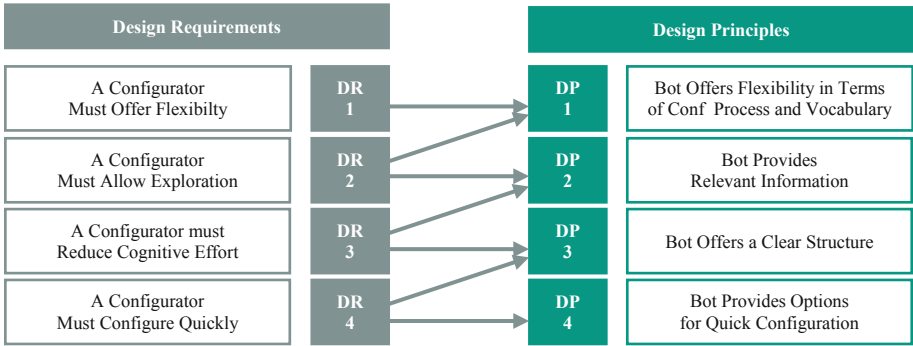 Design Requirements
Design Principles
A Configurator
Must Offer Flexibilty
DR
1
DP
1
Bot Offers Flexibility in Terms
of Conf  Process and Vocabulary
A Configurator
Must Allow Exploration
DR
2
DP
2
Bot Provides
Relevant Information
A Configurator must
Reduce Cognitive Effort
DR
3
DP
3
Bot Offers a Clear Structure
A Configurator
Must Configure Quickly
DR
4
DP
4
Bot Provides Options
for Quick Configuration